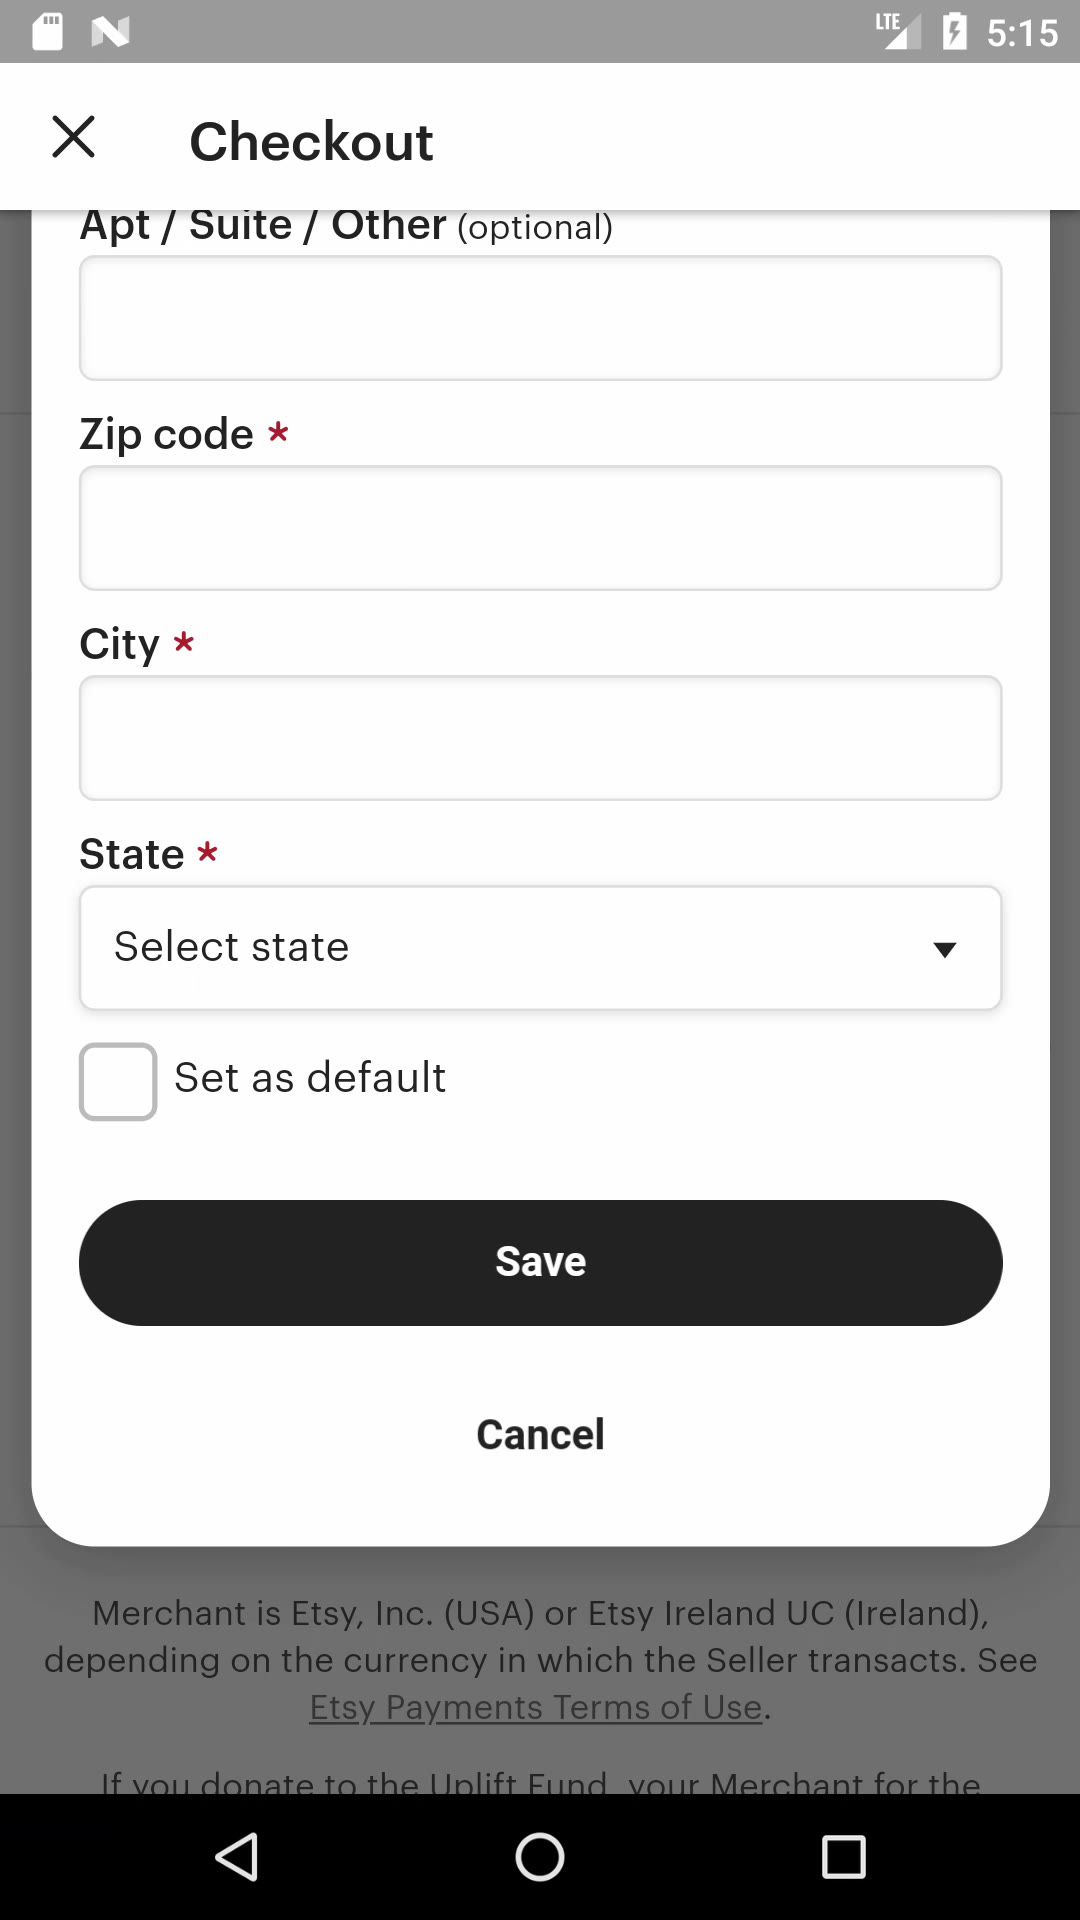 LTE 5:15
Checkout
Apt / Suite / Other (optional)
Zip code *
City *
State *
Select state
Set as default
Save
Cancel
Merchant is Etsy, Inc. (USA) or Etsy Ireland UC (Ireland),
depending on the currency in which the Seller transacts. See
Etsy Payments Terms of Use.
If you donate to the Uplift Fund, your Merchant for the